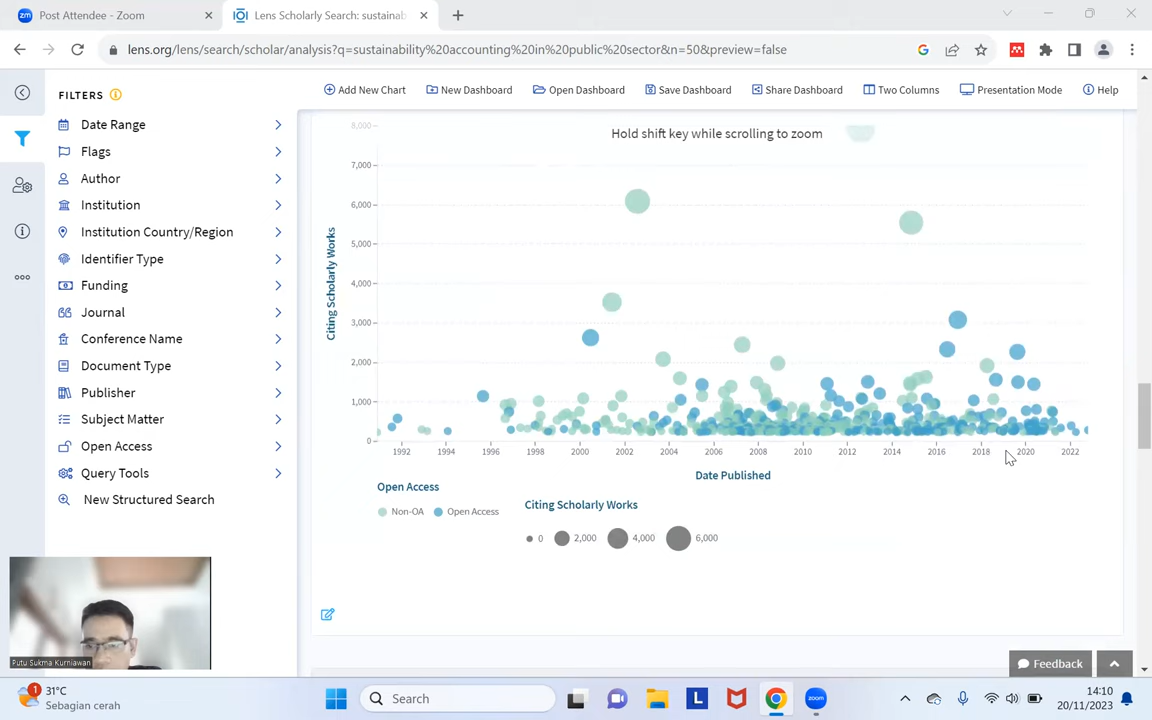 Post Attendee - Zoom
Lens Scholarly Search: sustainab
lens.org/lens/search/scholar/analysis?q=sustainability%20accounting%20in%20public%20sector&n=50&preview=false
FILTERS
Date Range
Flags
Author
Institution
Institution Country/Region
Identifier Type
Funding
Journal
Conference Name
Document Type
Publisher
Subject Matter
Open Access
Query Tools
New Structured Search
Add New Chart New Dashboard Open Dashboard Save Dashboard Share Dashboard Two Columns Presentation Mode Help
Hold shift key while scrolling to zoom
8,000
7,000
6,000
5,000
4,000
3,000
2,000
1,000
0
Citing Scholarly Works
1992 1994 1996 1998 2000 2002 2004 2006 2008 2010 2012 2014 2016 2018 2020 2022
Date Published
Open Access
Non-OA Open Access
Citing Scholarly Works
0 2,000 4,000 6,000
Feedback
Putu Sukma Kurniawan
1
31°C
Sebagian cerah
Search
L
zoom
14:10
20/11/2023